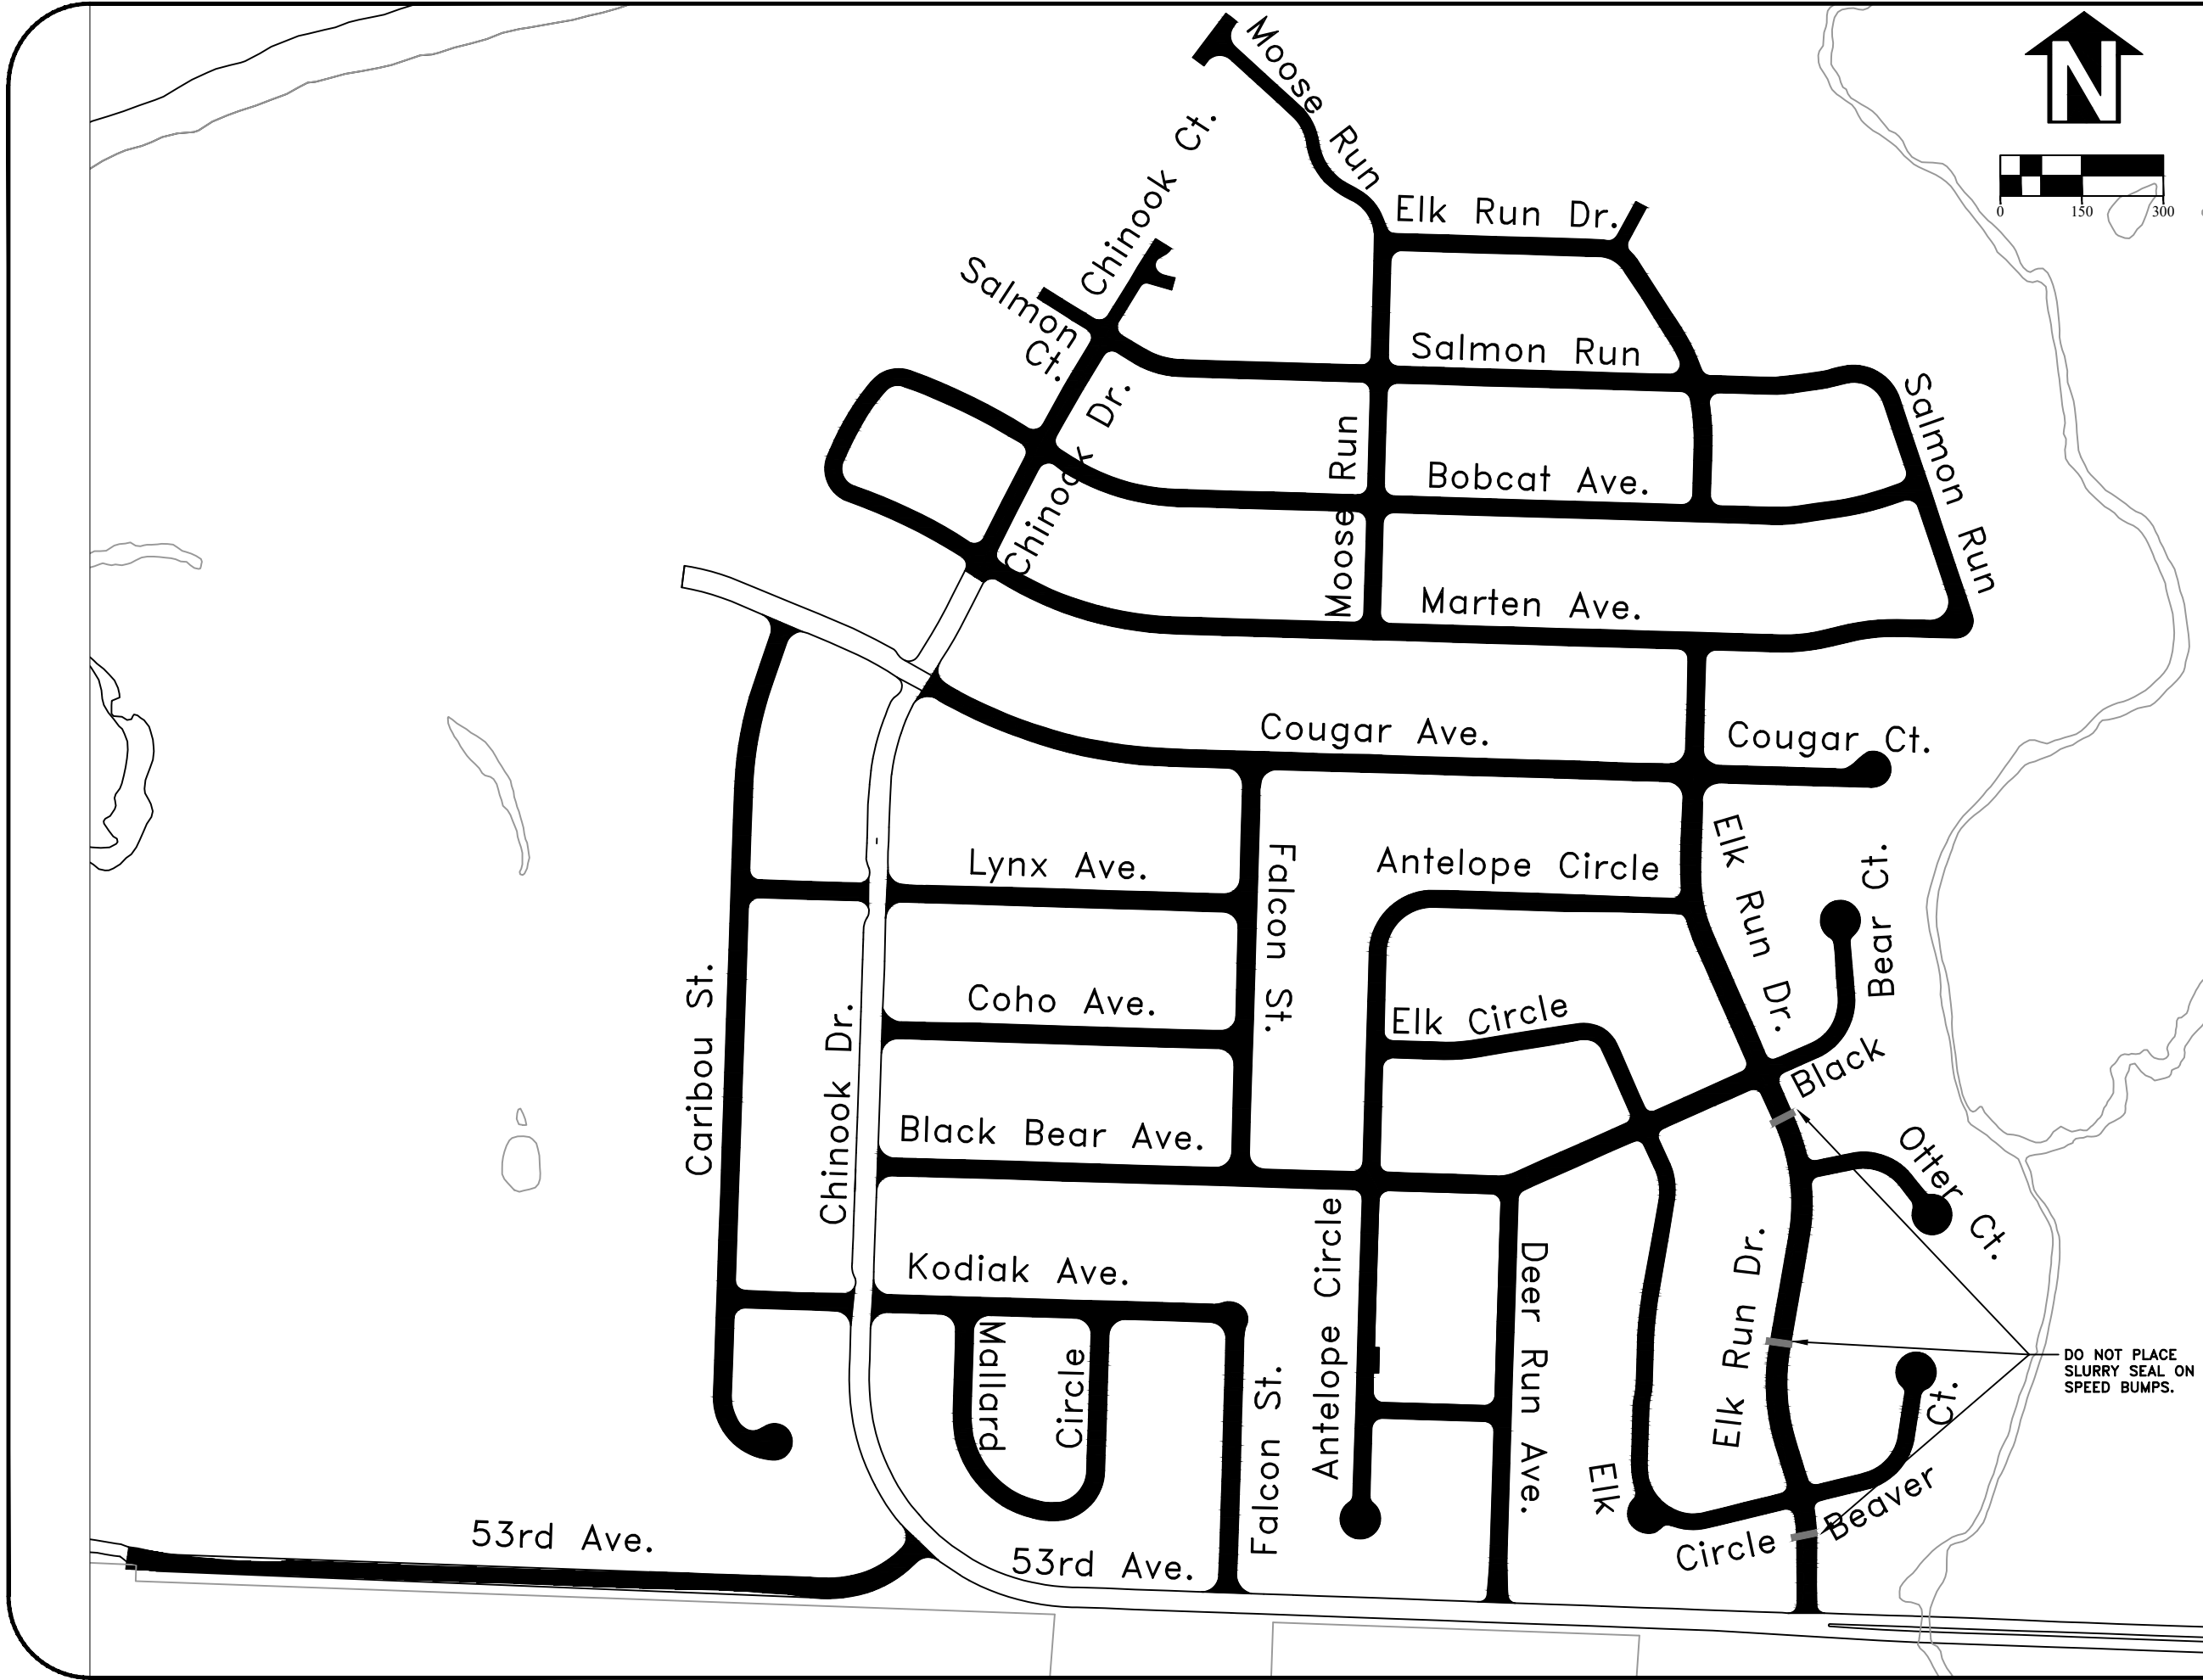 Moose Run
N
0 150 300
Chinook Ct.
Elk Run Dr.
Salmon
Ct.
Salmon Run
Chinook Dr.
Salmon Run
Moose Run
Bobcat Ave.
Marten Ave.
Cougar Ave.
Cougar Ct.
Lynx Ave.
Falcon St.
Antelope Circle
Elk Run Dr.
Black
Bear Ct.
Caribou St.
Chinook Dr.
Coho Ave.
Elk Circle
Black Bear Ave.
Otter Ct.
Kodiak Ave.
Mallard
Circle
Falcon St.
Antelope Circle
Deer Run Ave.
Elk Run Dr.
DO NOT PLACE
SLURRY SEAL ON
SPEED BUMPS.
Elk
Circle
Beaver
Ct.
53rd Ave.
53rd Ave.